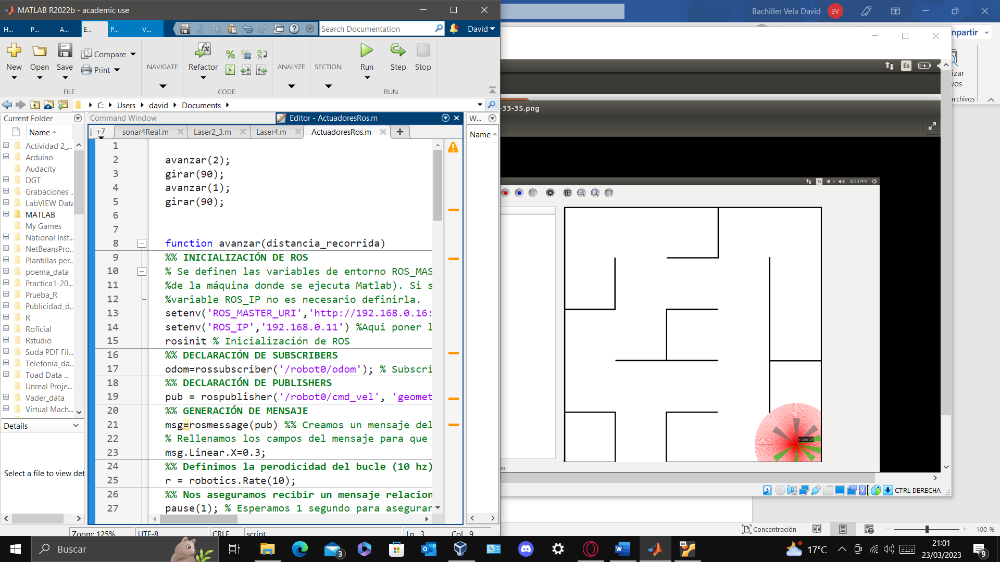 MATLAB R2022b - academic use
H...
P...
A...
E...
P...
V...
Search Documentation
David
New
Open
Save
Compare
Print
FILE
NAVIGATE
Refactor
CODE
ANALYZE
SECTION
Run
Step
Stop
RUN
C:
Users
david
Documents
Current Folder
Name
Actividad 2_...
Arduino
Audacity
DGT
Grabaciones ...
LabVIEW Data
MATLAB
My Games
National Inst...
NetBeansPro...
Plantillas per...
poema_data
Practica1-20...
Prueba_R
Publicidad_d...
R
Roficial
Rstudio
Soda PDF Fil...
Telefonía_da...
Toad Data ...
Unreal Proje...
Vader_data
Virtual Mach...
Details
Select a file to view det
Command Window
Editor - ActuadoresRos.m
+7
sonar4Real.m
Laser2_3.m
Laser4.m
ActuadoresRos.m
1
2 avanzar(2);
3 girar(90);
4 avanzar(1);
5 girar(90);
6
7
8 function avanzar(distancia_recorrida)
9 %% INICIALIZACIÓN DE ROS
10 % Se definen las variables de entorno ROS_MAS
11 %de la máquina donde se ejecuta Matlab). Si s
12 %variable ROS_IP no es necesario definirla.
13 setenv('ROS_MASTER_URI','http://192.168.0.16:
14 setenv('ROS_IP','192.168.0.11') %Aqui poner l
15 rosinit % Inicialización de ROS
16 %% DECLARACIÓN DE SUBSCRIBERS
17 odom=rossubscriber('/robot0/odom'); % Subscri
18 %% DECLARACIÓN DE PUBLISHERS
19 pub = rospublisher('/robot0/cmd_vel', 'geomet
20 %% GENERACIÓN DE MENSAJE
21 msg=rosmessage(pub) %% Creamos un mensaje del
22 % Rellenamos los campos del mensaje para que
23 msg.Linear.X=0.3;
24 %% Definimos la perodicidad del bucle (10 hz)
25 r = robotics.Rate(10);
26 %% Nos aseguramos recibir un mensaje relacion
27 pause(1); % Esperamos 1 segundo para asegurar
W...
Name
Zoom: 125%
UTF-8
CRLF
script
Ln 3
Col 9
Bachiller Vela David
BV
mpartir
izar
vos
archivos
Es
-33-35.png
Es
8:33 PM
robot0
ms
CTRL DERECHA
Concentración
100 %
Buscar
3
64
17°C
21:01
23/03/2023
9